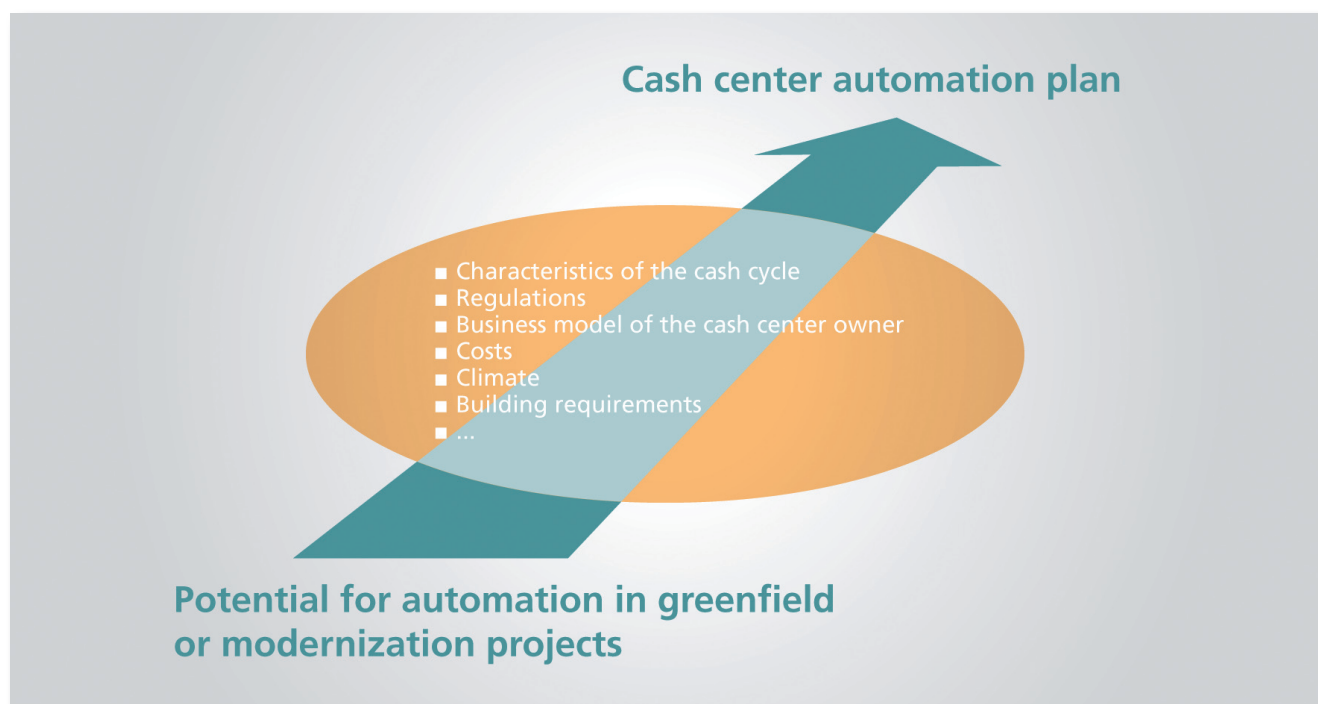 Cash center automation plan
■ Characteristics of the cash cycle
■ Regulations
■ Business model of the cash center owner
■ Costs
■ Climate
■ Building requirements
■ ...
Potential for automation in greenfield
or modernization projects